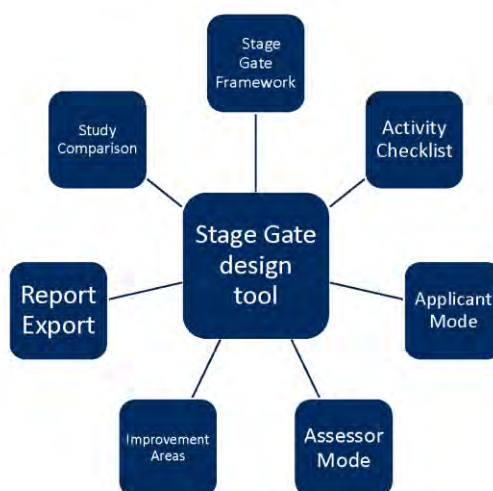 Stage
Gate
Framework
Study
Comparison
Activity
Checklist
Stage Gate
design
tool
Report
Export
Applicant
Mode
Improvement
Areas
Assessor
Mode